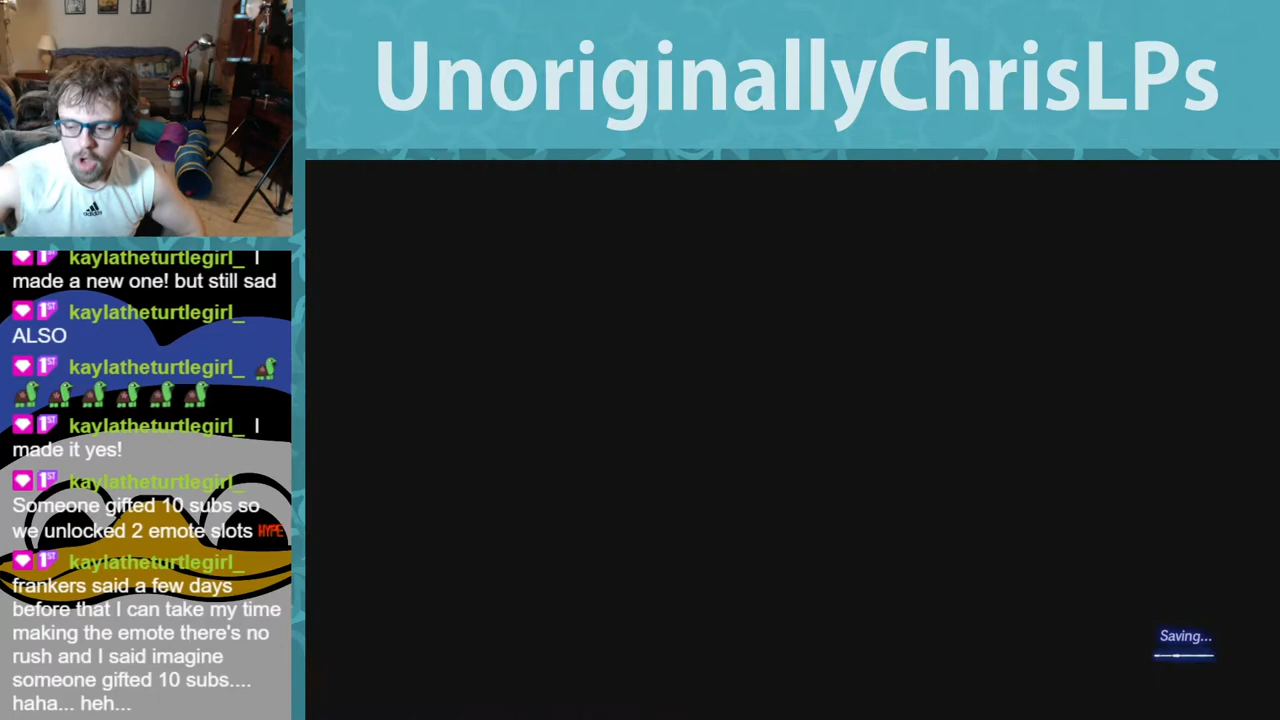 UnoriginallyChrisLPs
adidas
kaylatheturtlegirl_ I
made a new one! but still sad
kaylatheturtlegirl_
ALSO
kaylatheturtlegirl_
kaylatheturtlegirl_ I
made it yes!
kaylatheturtlegirl_
Someone gifted 10 subs so
we unlocked 2 emote slots HYPE
kaylatheturtlegirl_
frankers said a few days
before that I can take my time
making the emote there's no
rush and I said imagine
someone gifted 10 subs....
haha... heh...
Saving...